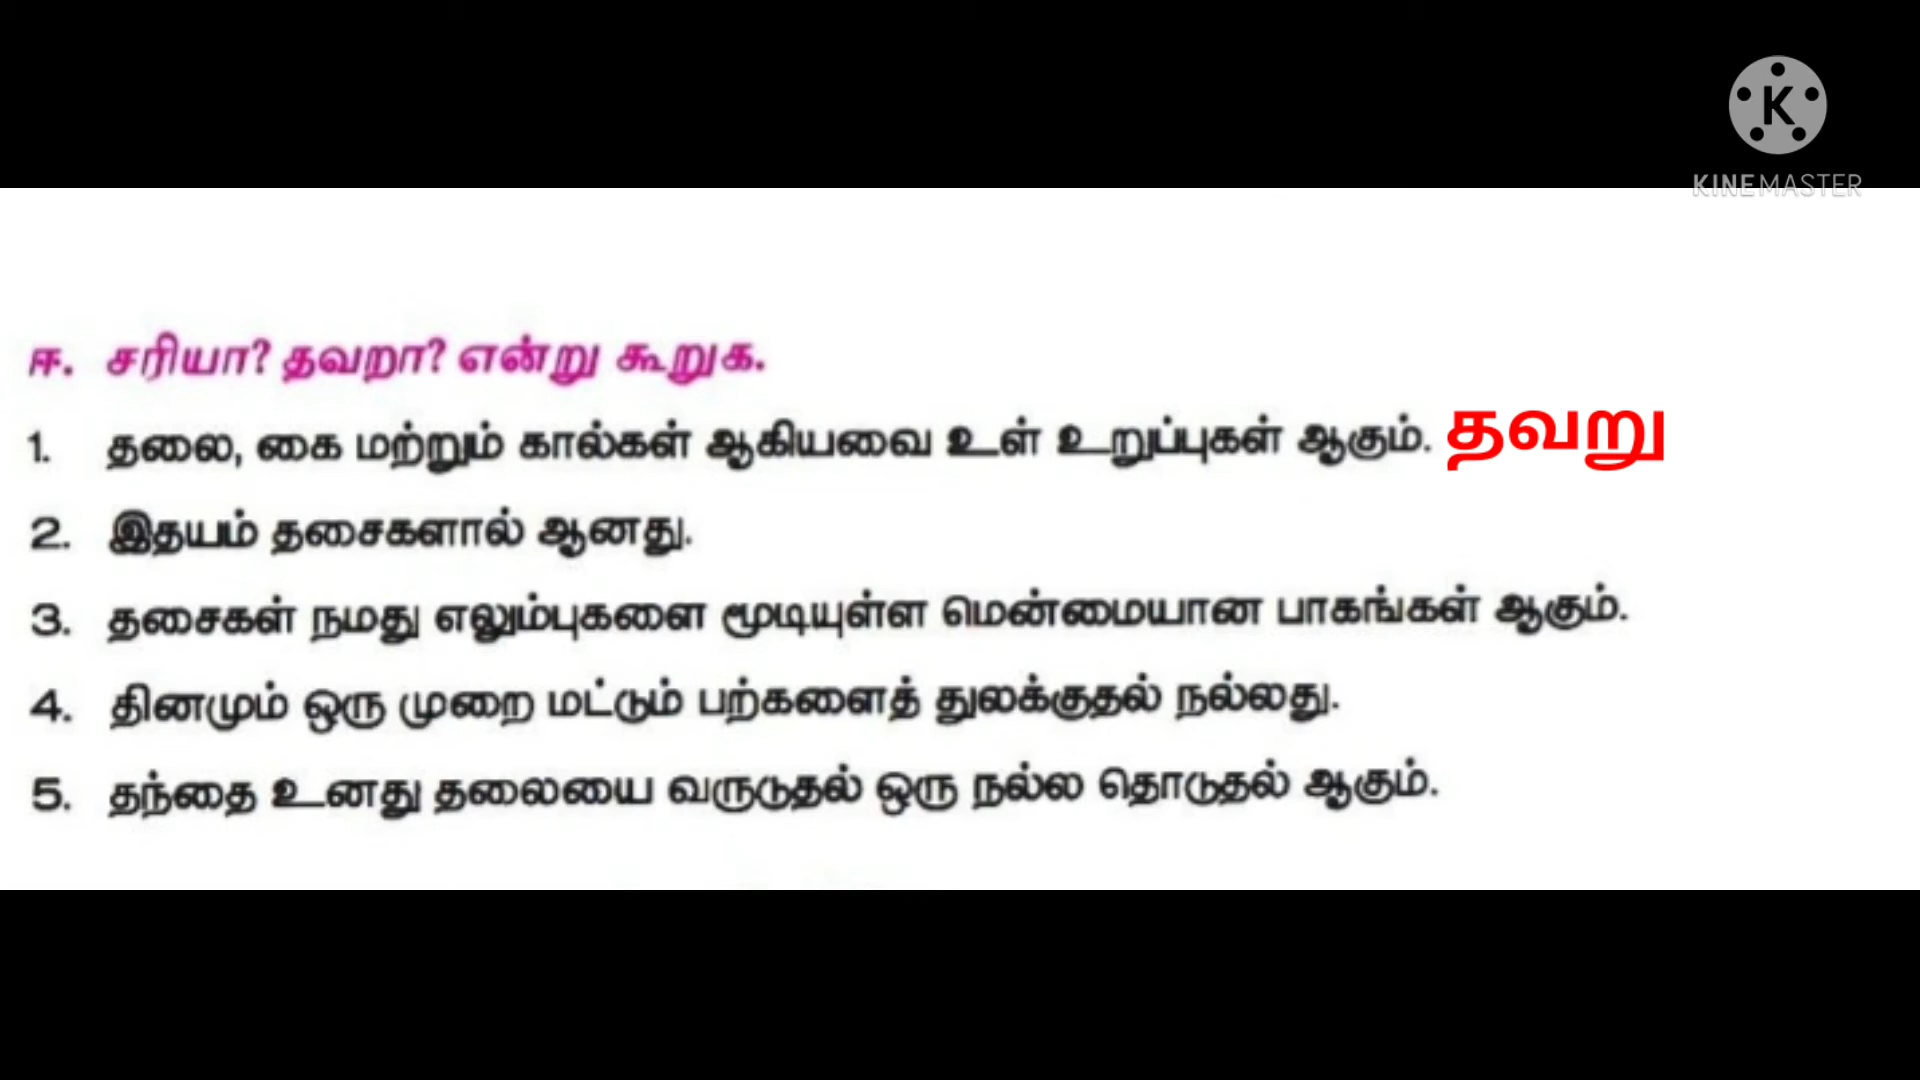 K
KINEMASTER
ஈ. சரியா? தவறா? என்று கூறுக.
1. தலை, கை மற்றும் கால்கள் ஆகியவை உள் உறுப்புகள் ஆகும். தவறு
2. இதயம் தசைகளால் ஆனது.
3. தசைகள் நமது எலும்புகளை மூடியுள்ள மென்மையான பாகங்கள் ஆகும்.
4. தினமும் ஒரு முறை மட்டும் பற்களைத் துலக்குதல் நல்லது.
5. தந்தை உனது தலையை வருடுதல் ஒரு நல்ல தொடுதல் ஆகும்.